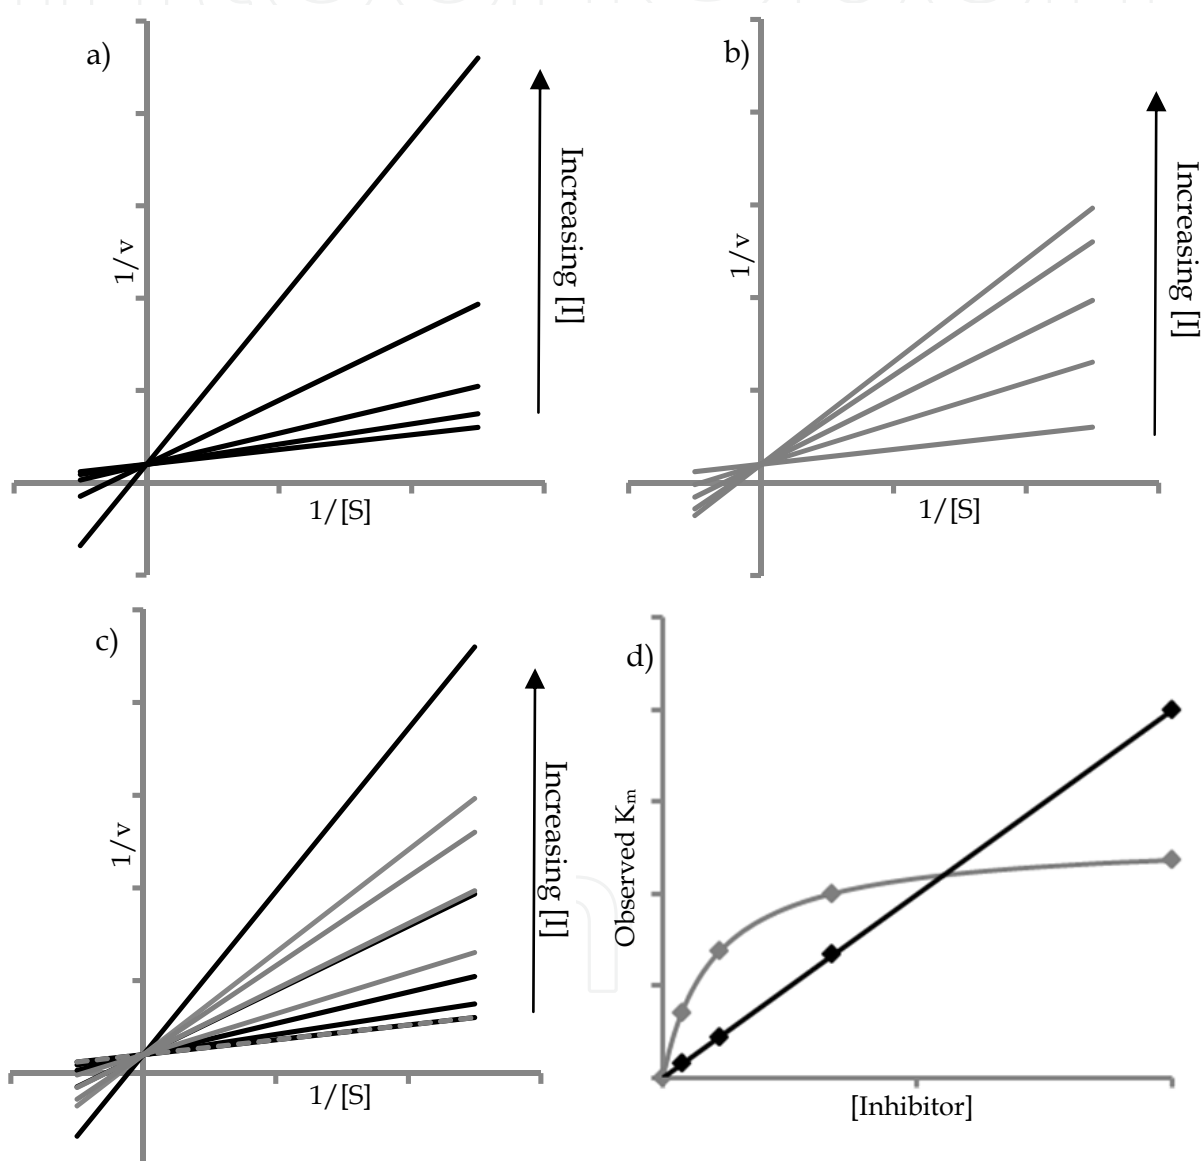 a)
1/v
Increasing [I]
1/[S]
b)
1/v
Increasing [I]
1/[S]
c)
1/v
Increasing [I]
1/[S]
d)
Observed Kₘ
[Inhibitor]